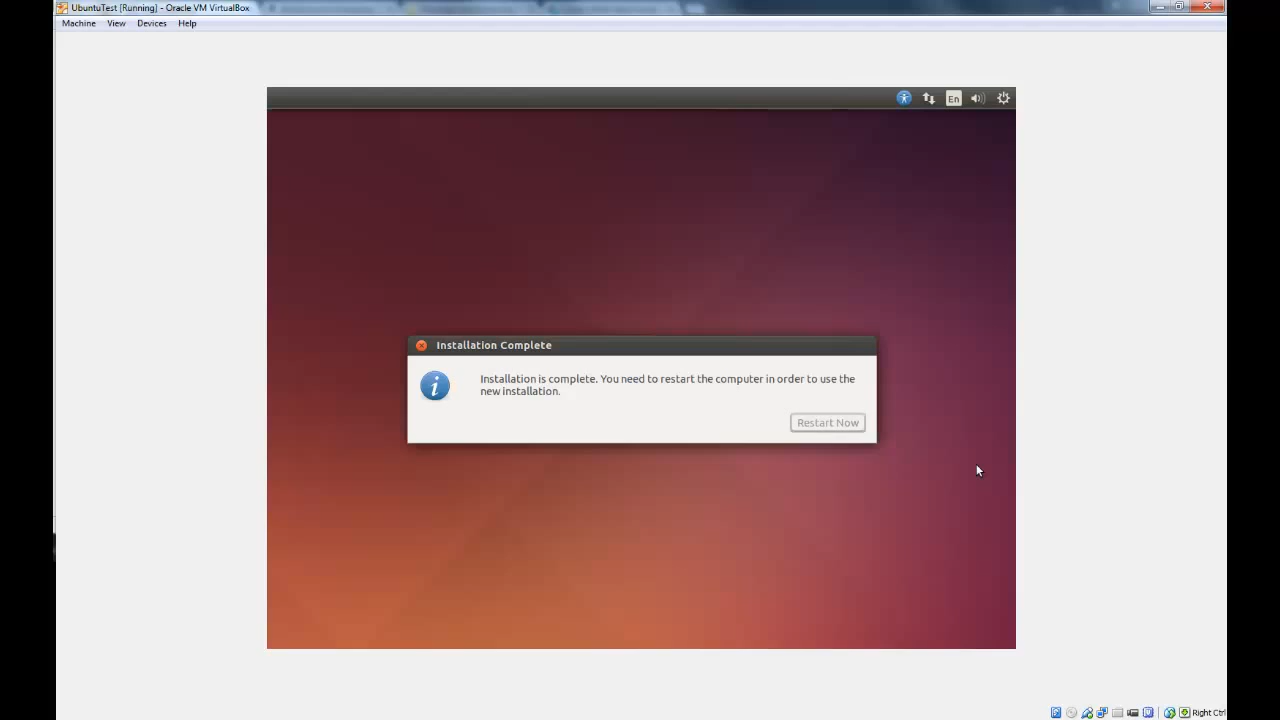 UbuntuTest [Running] - Oracle VM VirtualBox
Machine View Devices Help
En
Installation Complete
Installation is complete. You need to restart the computer in order to use the
new installation.
Restart Now
Right Ctrl